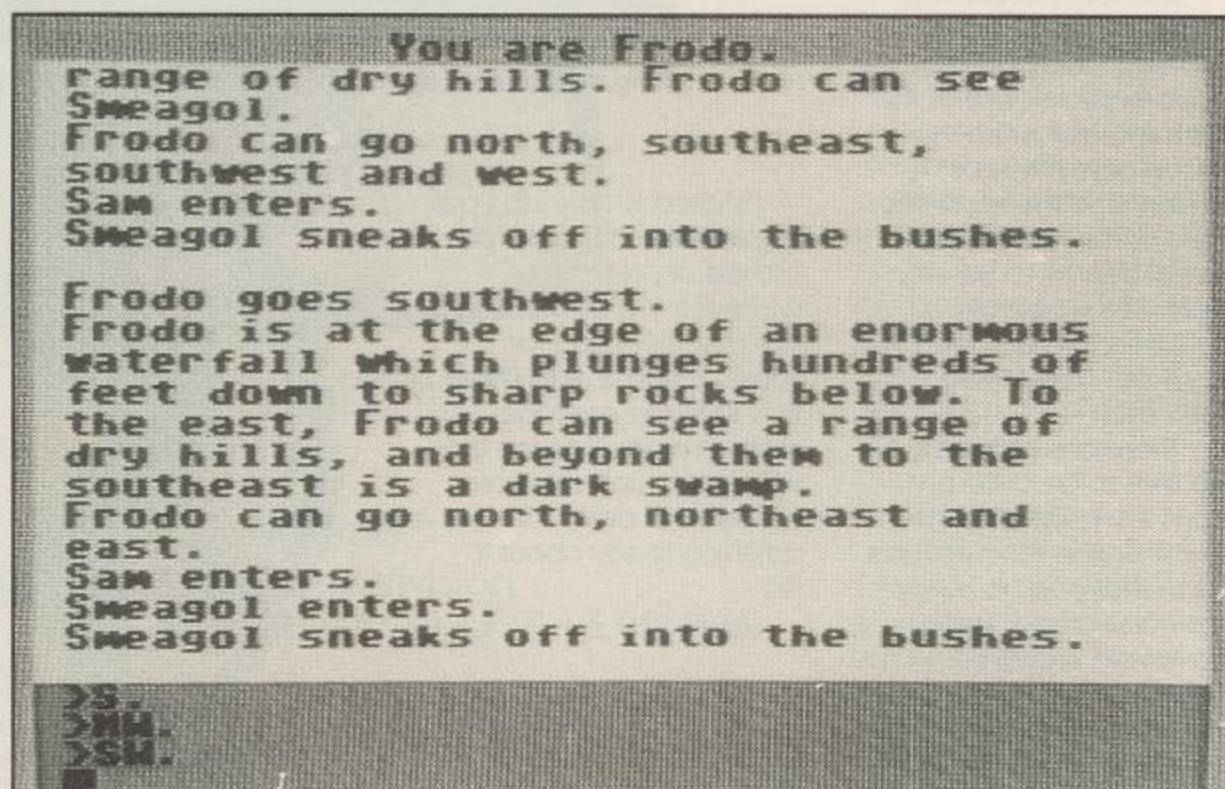 You are Frodo.
range of dry hills. Frodo can see
Smeagol.
Frodo can go north, southeast,
southwest and west.
Sam enters.
Smeagol sneaks off into the bushes.
Frodo goes southwest.
Frodo is at the edge of an enormous
waterfall which plunges hundreds of
feet down to sharp rocks below. To
the east, Frodo can see a range of
dry hills, and beyond them to the
southeast is a dark swamp.
Frodo can go north, northeast and
east.
Sam enters.
Smeagol enters.
Smeagol sneaks off into the bushes.
>S.
>NW.
>SW.